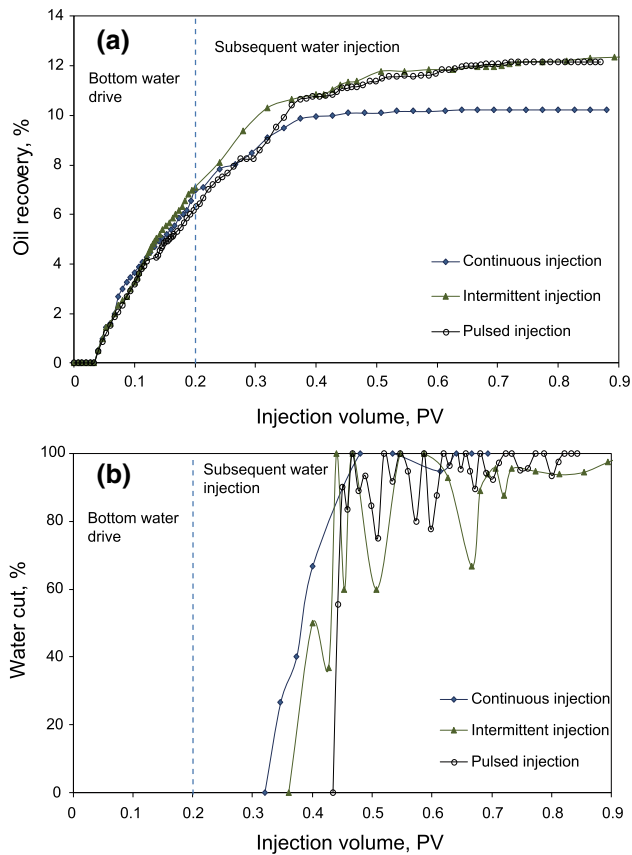 14
12
10
8
6
4
2
0
Oil recovery, %
(a)
Bottom water
drive
Subsequent water injection
Continuous injection
Intermittent injection
Pulsed injection
0
0.1
0.2
0.3
0.4
0.5
0.6
0.7
0.8
0.9
Injection volume, PV
100
80
60
40
20
0
Water cut, %
(b)
Bottom water
drive
Subsequent water
injection
Continuous injection
Intermittent injection
Pulsed injection
0
0.1
0.2
0.3
0.4
0.5
0.6
0.7
0.8
0.9
Injection volume, PV